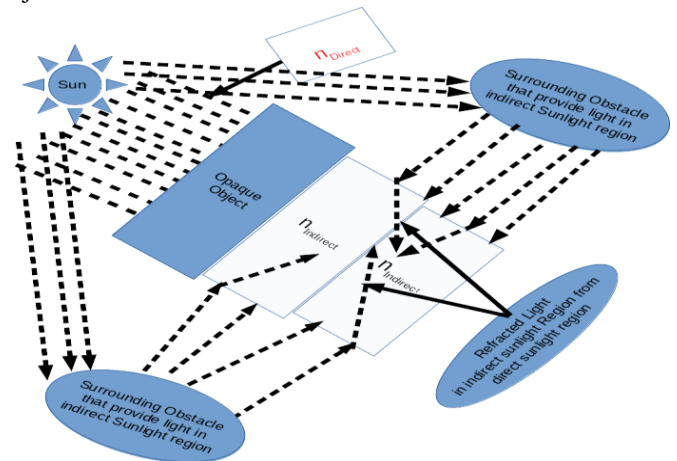 n Direct
Sun
Surrounding Obstacle
that provide light in
indirect Sunlight region
Opaque
Object
n Indirect
n Indirect
Refracted Light
in indirect sunlight Region from
direct sunlight region
Surrounding Obstacle
that provide light in
indirect Sunlight region